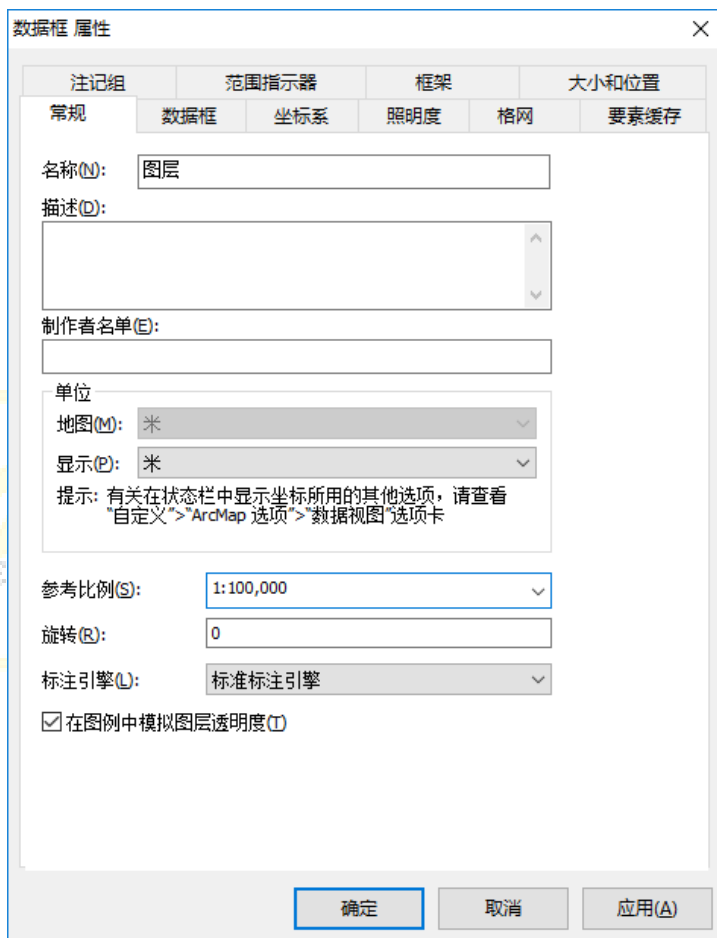 数据框 属性
注记组 范围指示器 框架 大小和位置
常规 数据框 坐标系 照明度 格网 要素缓存
名称(N): 图层
描述(D):
制作者名单(E):
单位
地图(M): 米
显示(P): 米
提示: 有关在状态栏中显示坐标所用的其他选项，请查看
"自定义">"ArcMap 选项">"数据视图"选项卡
参考比例(S): 1:100,000
旋转(R): 0
标注引擎(L): 标准标注引擎
在图例中模拟图层透明度(T)
确定 取消 应用(A)